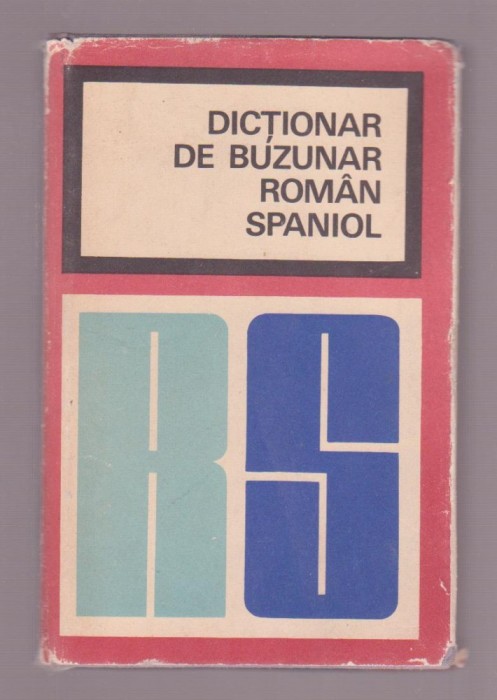 DICȚIONAR
DE BUZUNAR
ROMÂN
SPANIOL
RS